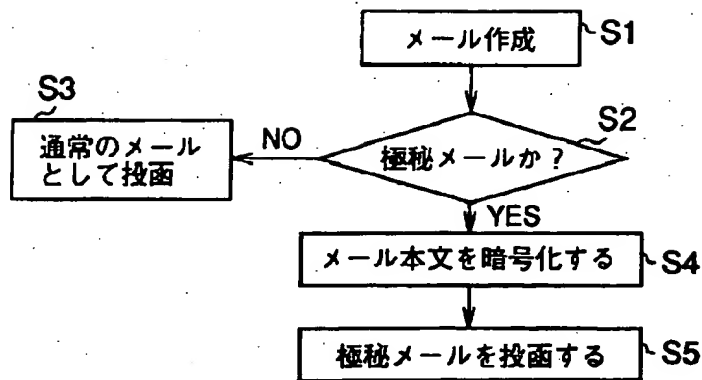 メール作成
S1
S2
極秘メールか?
NO
S3
通常のメール
として投函
YES
メール本文を暗号化する
S4
極秘メールを投函する
S5